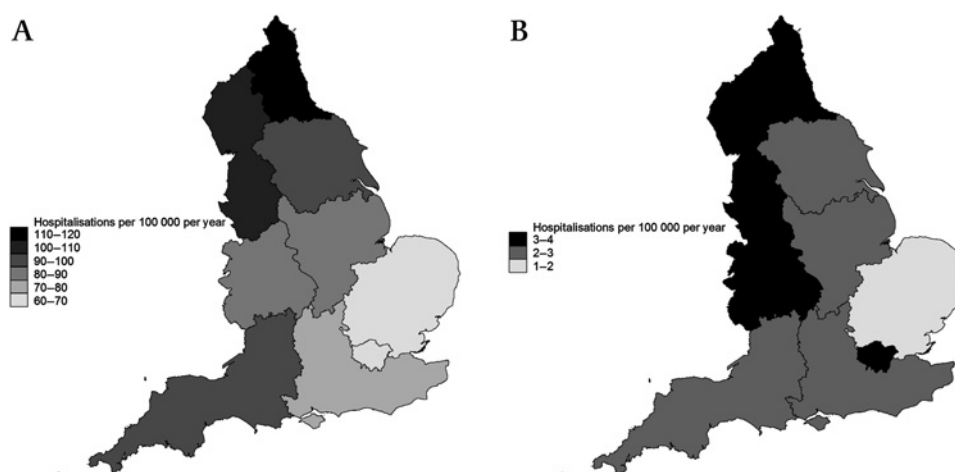 A
Hospitalisations per 100 000 per year
110–120
100–110
90–100
80–90
70–80
60–70
B
Hospitalisations per 100 000 per year
3–4
2–3
1–2